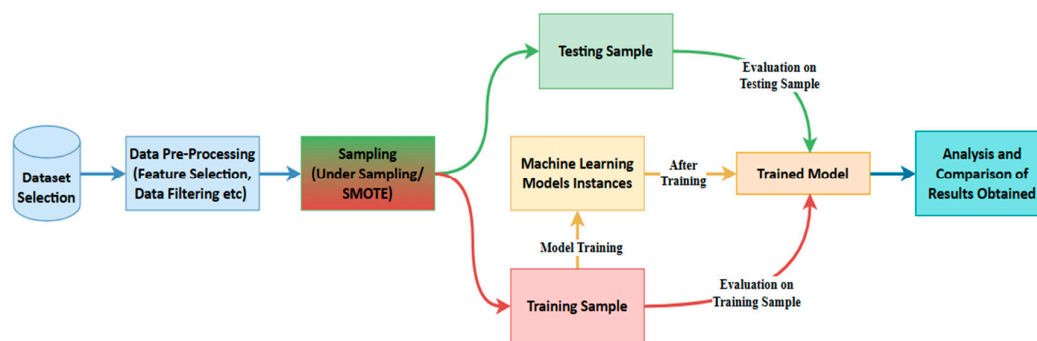 Dataset
Selection
Data Pre-Processing
(Feature Selection,
Data Filtering etc)
Sampling
(Under Sampling/
SMOTE)
Testing Sample
Evaluation on
Testing Sample
Machine Learning
Models Instances
After
Training
Trained Model
Analysis and
Comparison of
Results Obtained
Model Training
Training Sample
Evaluation on
Training Sample